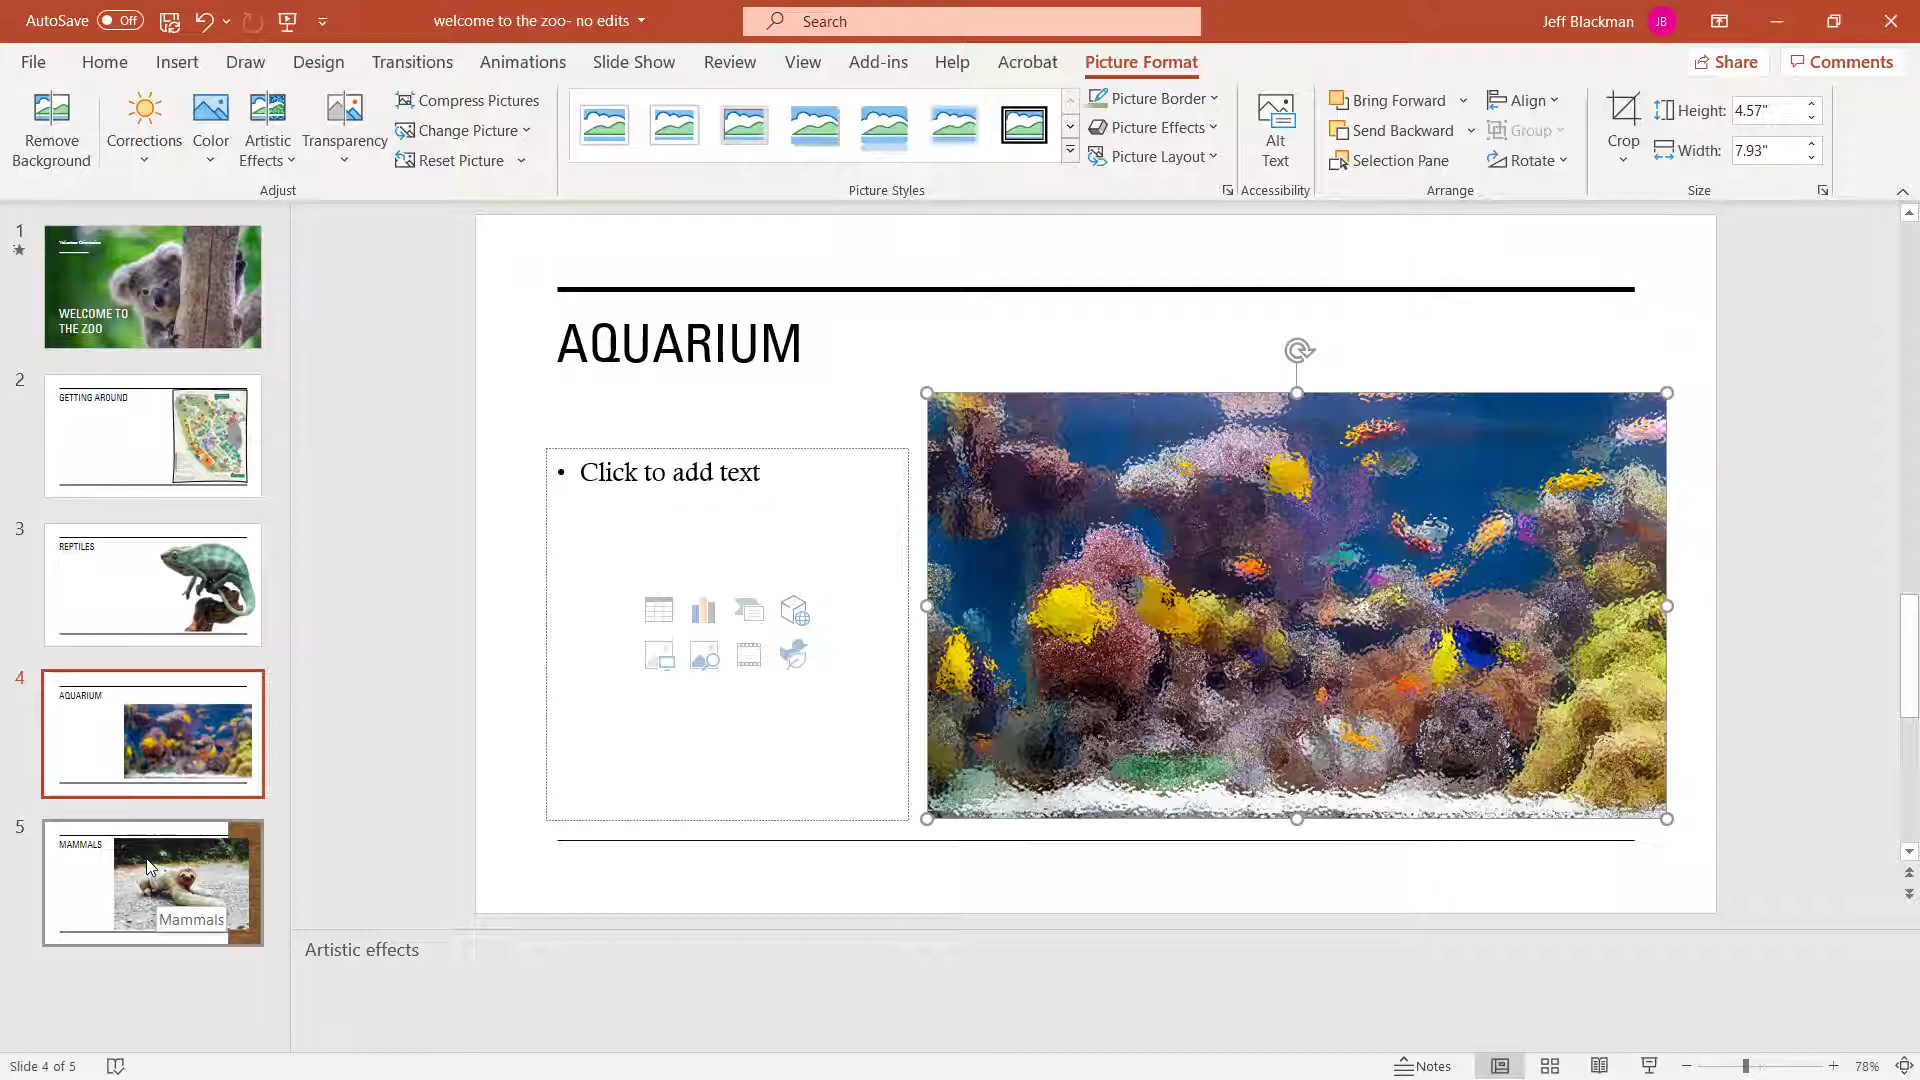 AutoSave Off welcome to the zoo- no edits Search Jeff Blackman JB
File Home Insert Draw Design Transitions Animations Slide Show Review View Add-ins Help Acrobat Picture Format Share Comments
Remove Background
Corrections
Color
Artistic Effects
Transparency
Compress Pictures
Change Picture
Reset Picture
Adjust
Picture Styles
Picture Border
Picture Effects
Picture Layout
Alt Text
Accessibility
Bring Forward
Send Backward
Selection Pane
Align
Group
Rotate
Arrange
Crop
Height: 4.57"
Width: 7.93"
Size
1
Volunteer Orientation
WELCOME TO
THE ZOO
2
GETTING AROUND
3
REPTILES
4
AQUARIUM
5
MAMMALS
Mammals
AQUARIUM
• Click to add text
Artistic effects
Slide 4 of 5 Notes 78%